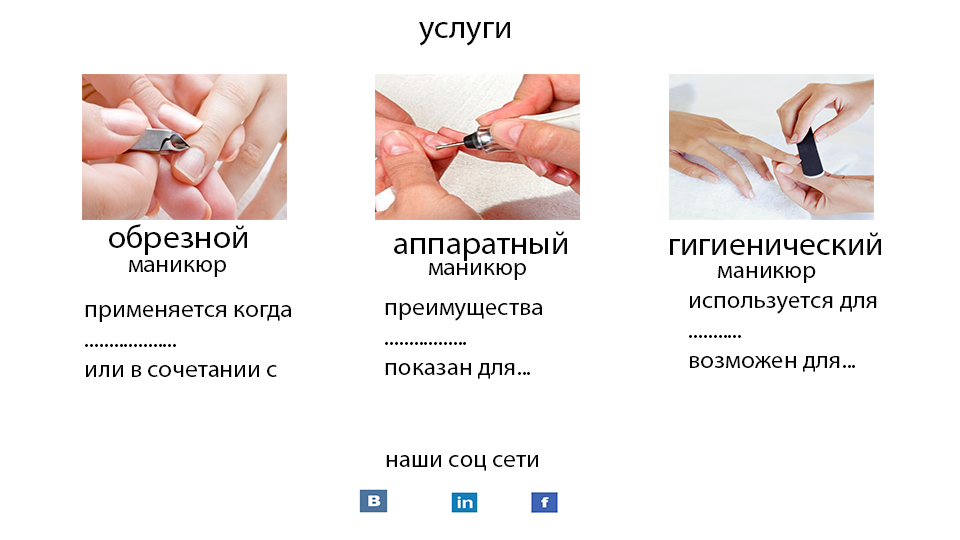 услуги
обрезной
маникюр
применяется когда
...................
или в сочетании с
аппаратный
маникюр
преимущества
.................
показан для...
гигиенический
маникюр
используется для
...........
возможен для...
наши соц сети
B
in
f